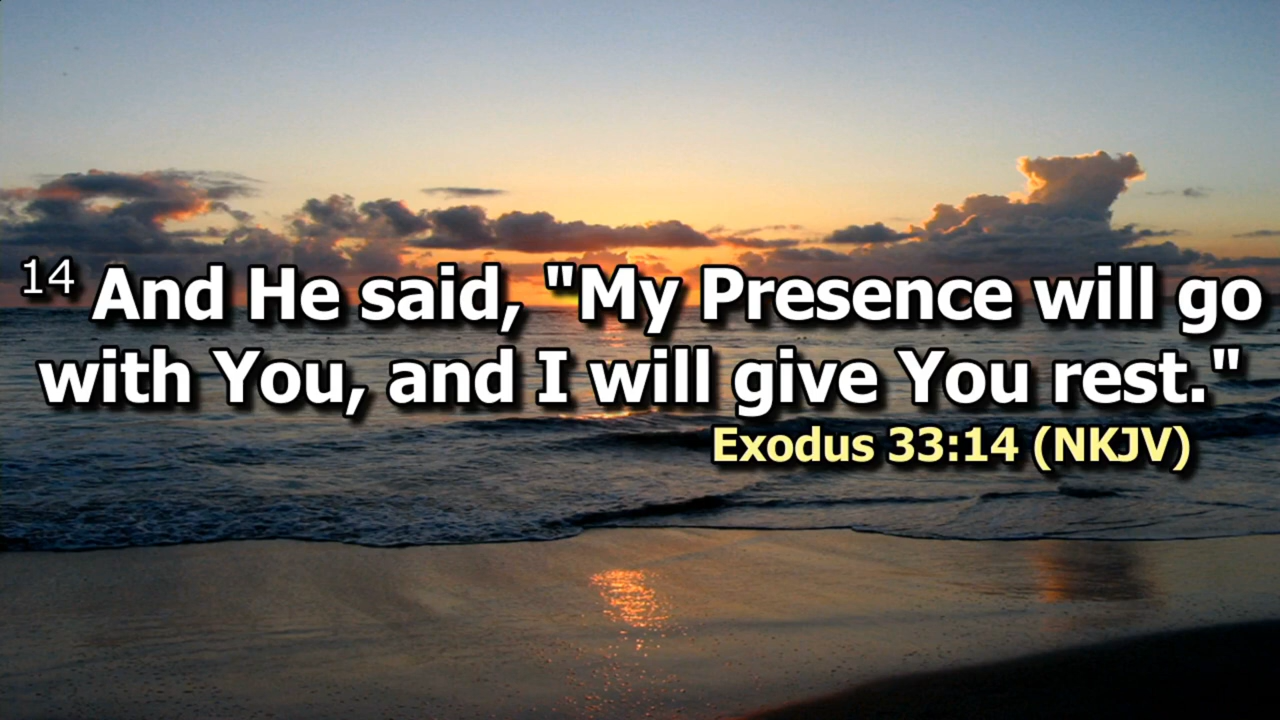 14 And He said, "My Presence will go
with You, and I will give You rest."
Exodus 33:14 (NKJV)